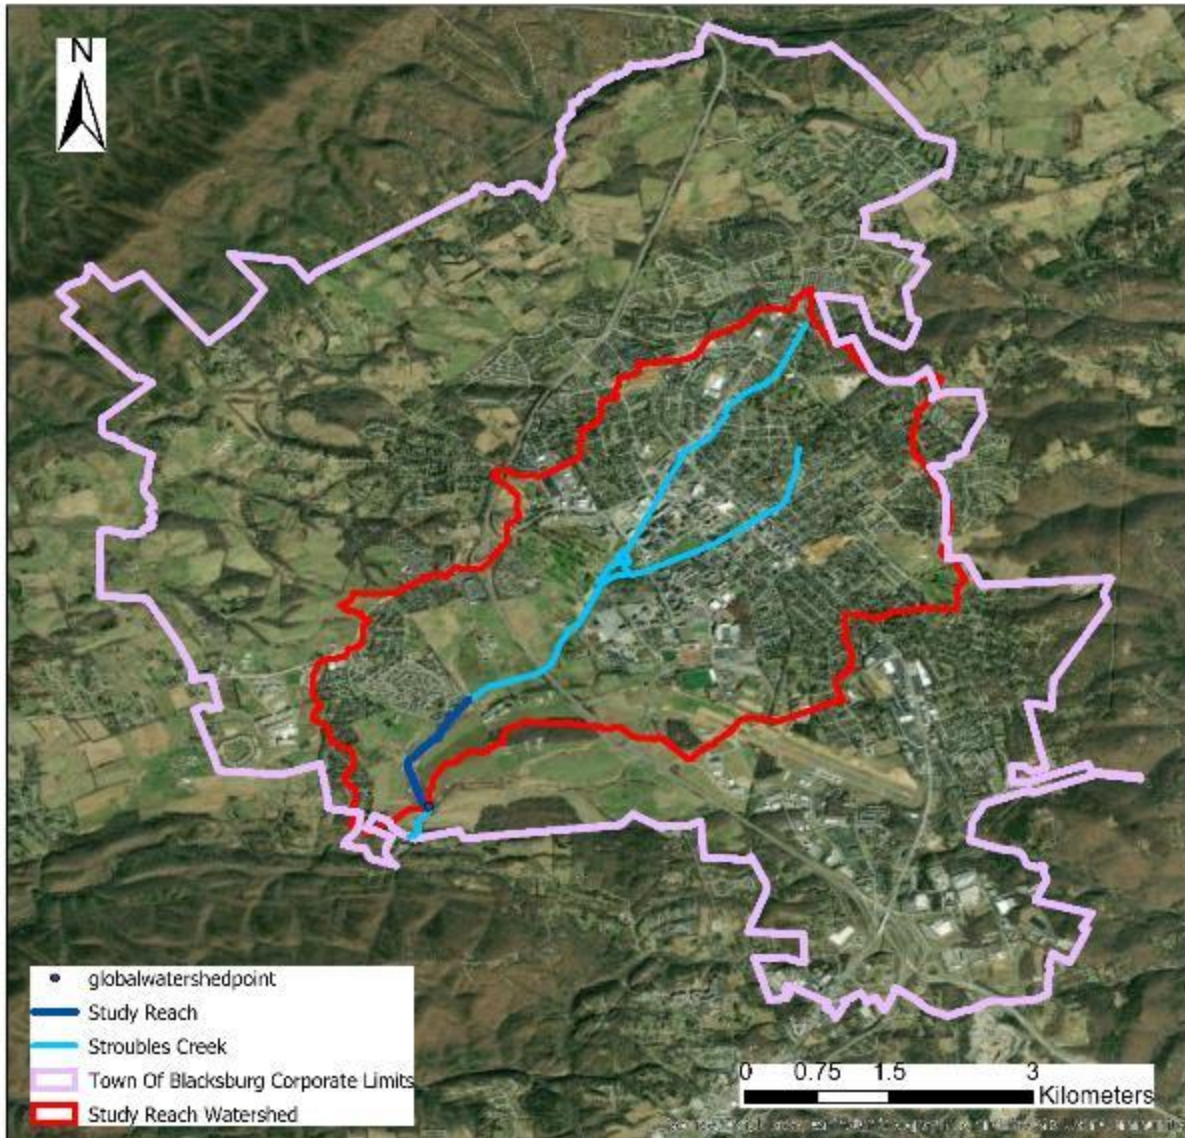 N
globalwatershedpoint
Study Reach
Stroubles Creek
Town Of Blacksburg Corporate Limits
Study Reach Watershed
0 0.75 1.5 3
Kilometers